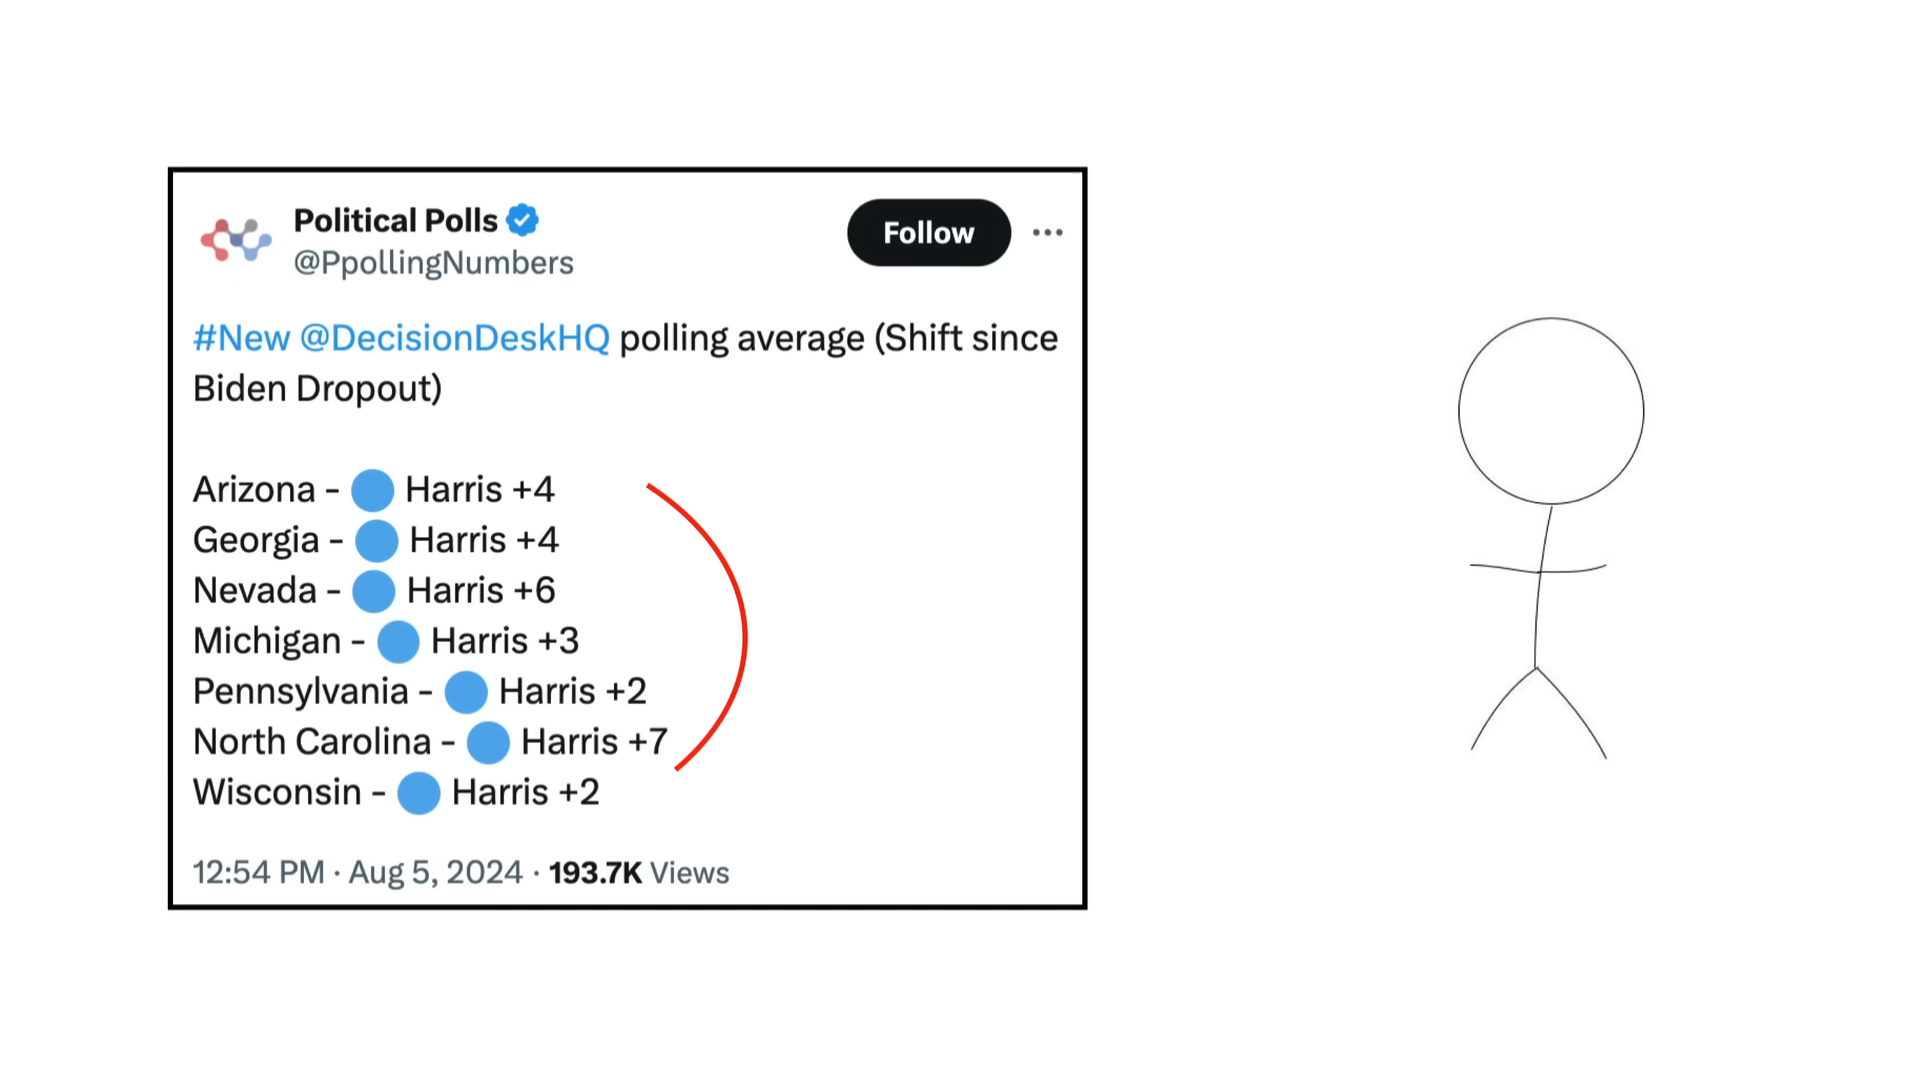 Political Polls
@PpollingNumbers
Follow
#New @DecisionDeskHQ polling average (Shift since
Biden Dropout)
Arizona - 🔵 Harris +4
Georgia - 🔵 Harris +4
Nevada - 🔵 Harris +6
Michigan - 🔵 Harris +3
Pennsylvania - 🔵 Harris +2
North Carolina - 🔵 Harris +7
Wisconsin - 🔵 Harris +2
12:54 PM · Aug 5, 2024 · 193.7K Views